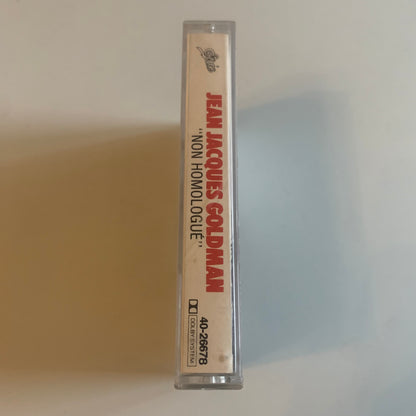 Epic
JEAN JACQUES GOLDMAN
"NON HOMOLOGUÉ"
40-26678
DOLBY SYSTEM